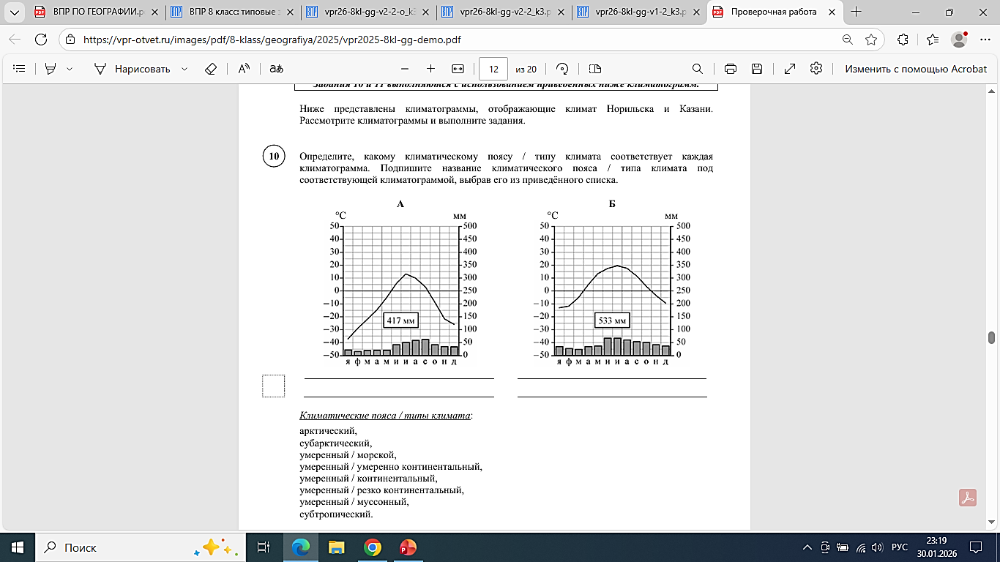 ВПР ПО ГЕОГРАФИИ.p
ВПР 8 класс: типовые з
vpr26-8kl-gg-v2-2-o_k3
vpr26-8kl-gg-v2-2_k3.p
vpr26-8kl-gg-v1-2_k3.p
Проверочная работа
https://vpr-otvet.ru/images/pdf/8-klass/geografiya/2025/vpr2025-8kl-gg-demo.pdf
Нарисовать
аあ
12 из 20
Изменить с помощью Acrobat
Задания 10 и 11 выполняются с использованием приведённых ниже климатограмм.
Ниже представлены климатограммы, отображающие климат Норильска и Казани.
Рассмотрите климатограммы и выполните задания.
10
Определите, какому климатическому поясу / типу климата соответствует каждая
климатограмма. Подпишите название климатического пояса / типа климата под
соответствующей климатограммой, выбрав его из приведённого списка.
А
°С мм
50 500
40 450
30 400
20 350
10 300
0 250
−10 200
−20 150
−30 100
−40 50
−50 0
417 мм
я ф м а м и и а с о н д
Б
°С мм
50 500
40 450
30 400
20 350
10 300
0 250
−10 200
−20 150
−30 100
−40 50
−50 0
533 мм
я ф м а м и и а с о н д
Климатические пояса / типы климата:
арктический,
субарктический,
умеренный / морской,
умеренный / умеренно континентальный,
умеренный / континентальный,
умеренный / резко континентальный,
умеренный / муссонный,
субтропический.
Поиск
РУС
23:19
30.01.2026